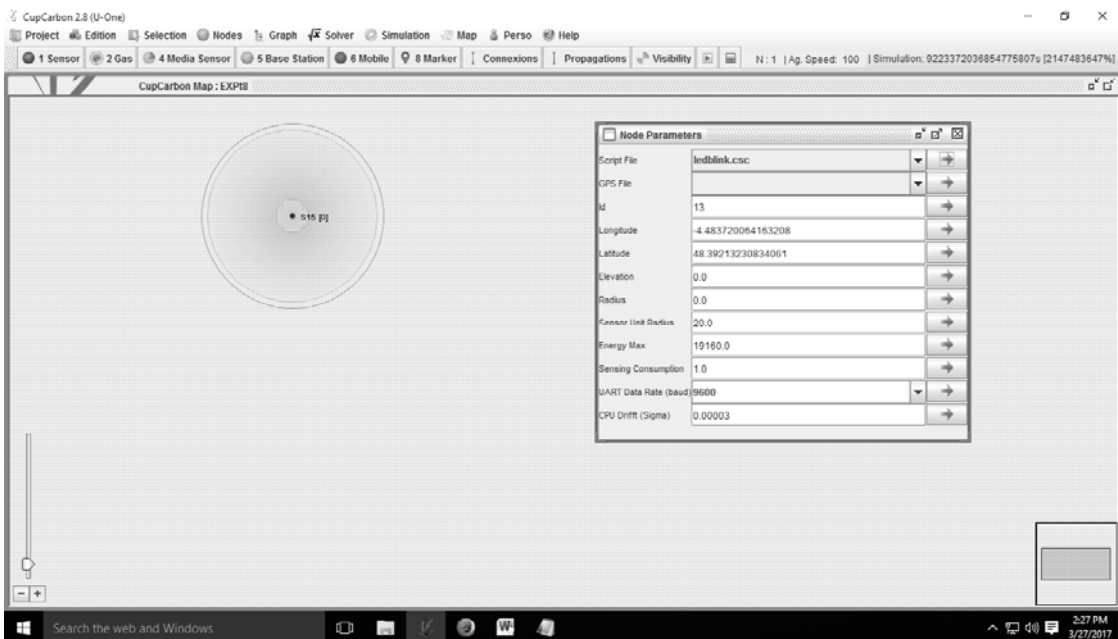 CupCarbon 2.8 (U-One)
Project Edition Selection Nodes Graph Solver Simulation Map Perso Help
1 Sensor 2 Gas 4 Media Sensor 5 Base Station 6 Mobile 8 Marker Connexions Propagations Visibility N: 1 | Ag. Speed: 100 | Simulation: 9223372036854775807s [2147483647%]
CupCarbon Map : EXPt8
Node Parameters
Script File ledblink.csc
GPS File
Id 13
Longitude -4.483720064163208
Latitude 48.39213230834061
Elevation 0.0
Radius 0.0
Sensor Unit Radius 20.0
Energy Max 19160.0
Sensing Consumption 1.0
UART Data Rate (baud) 9600
CPU Drifft (Sigma) 0.00003
S15 [0]
- +
Search the web and Windows
2:27 PM
3/27/2017